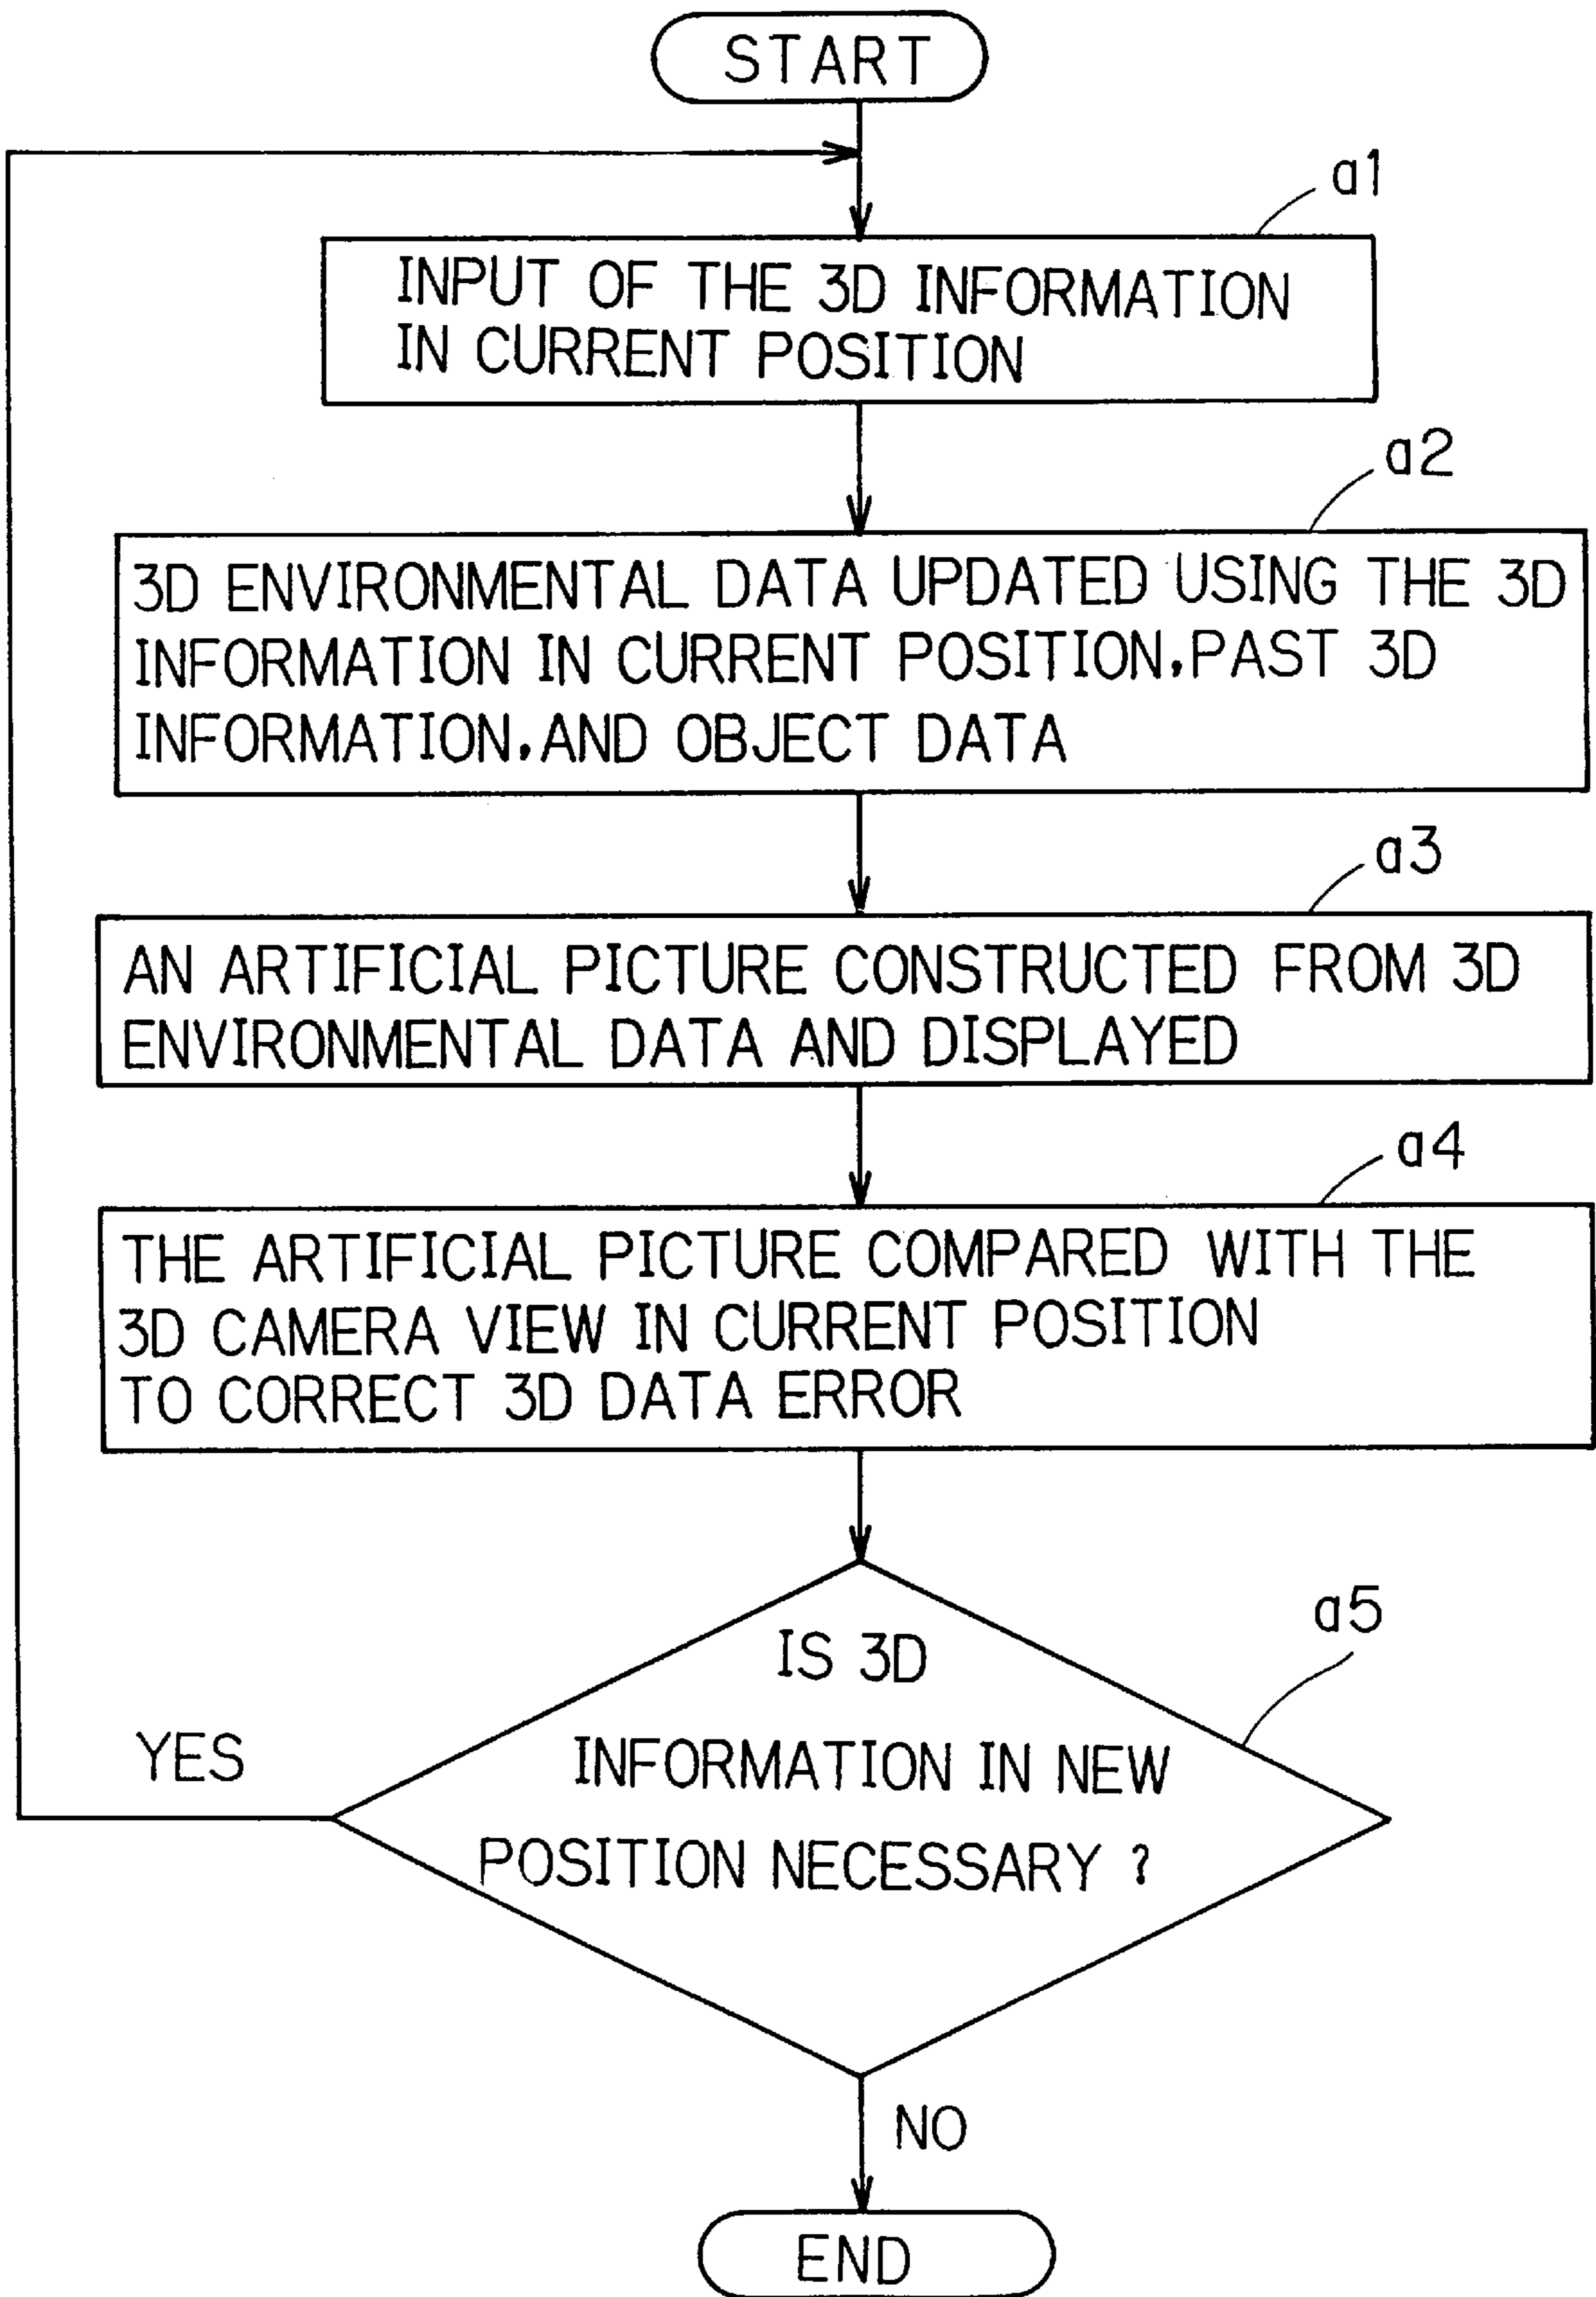 START
a1
INPUT OF THE 3D INFORMATION
IN CURRENT POSITION
a2
3D ENVIRONMENTAL DATA UPDATED USING THE 3D
INFORMATION IN CURRENT POSITION,PAST 3D
INFORMATION,AND OBJECT DATA
a3
AN ARTIFICIAL PICTURE CONSTRUCTED FROM 3D
ENVIRONMENTAL DATA AND DISPLAYED
a4
THE ARTIFICIAL PICTURE COMPARED WITH THE
3D CAMERA VIEW IN CURRENT POSITION
TO CORRECT 3D DATA ERROR
a5
IS 3D
YES
INFORMATION IN NEW
POSITION NECESSARY ?
NO
END